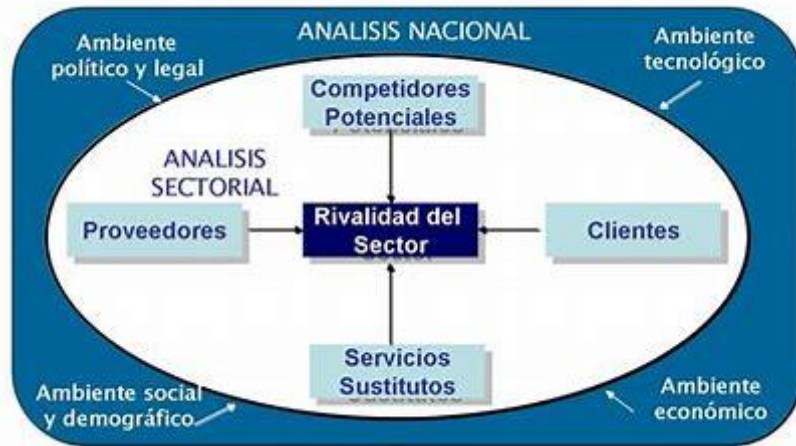 ANALISIS NACIONAL
Ambiente
político y legal
Ambiente
tecnológico
Competidores
Potenciales
ANALISIS
SECTORIAL
Proveedores
Rivalidad del
Sector
Clientes
Servicios
Sustitutos
Ambiente social
y demográfico
Ambiente
económico